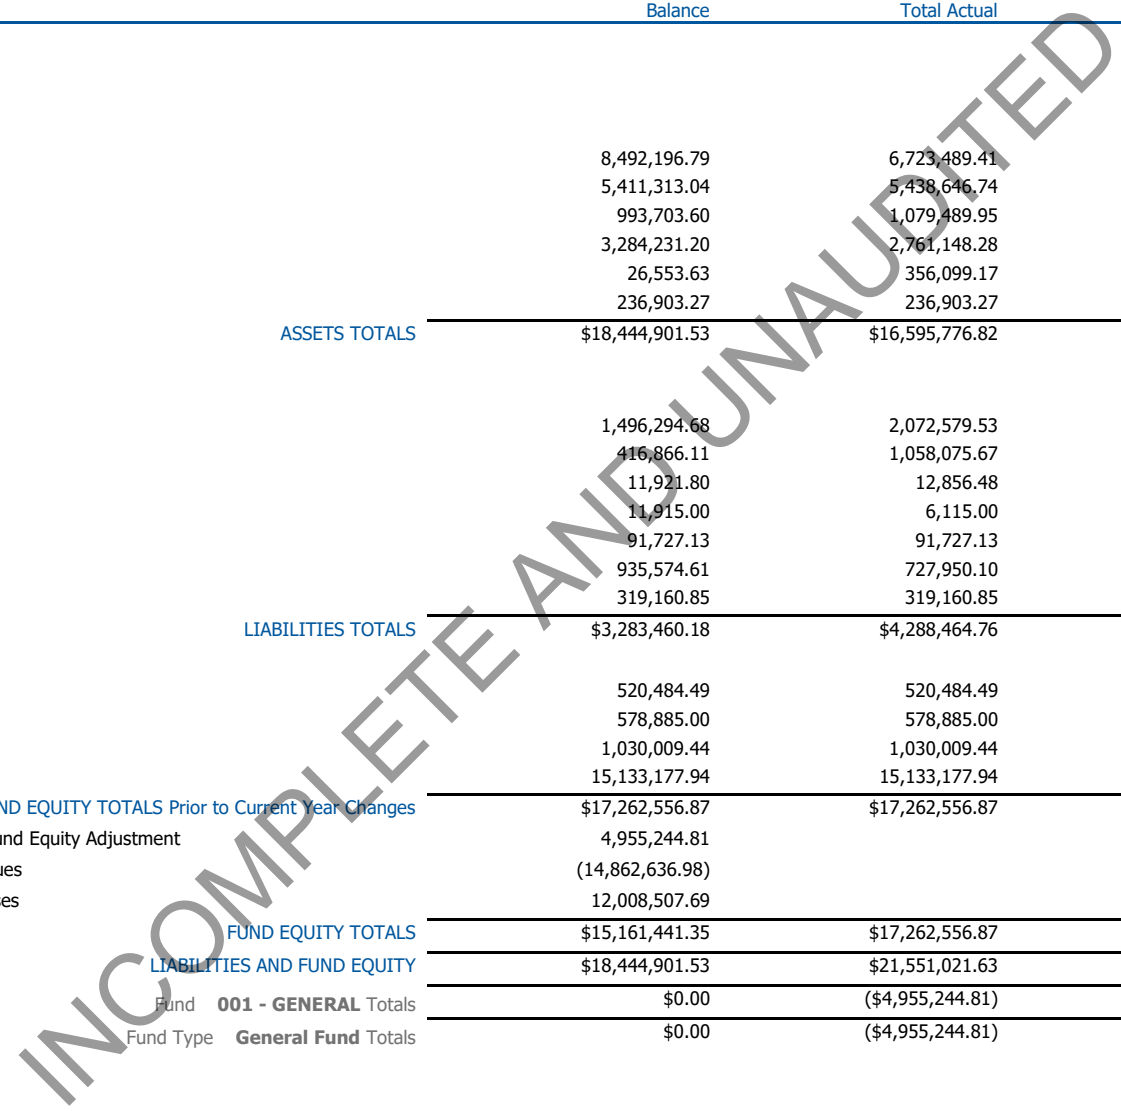 Balance Total Actual
8,492,196.79 6,723,489.41
5,411,313.04 5,438,646.74
993,703.60 1,079,489.95
3,284,231.20 2,761,148.28
26,553.63 356,099.17
236,903.27 236,903.27
ASSETS TOTALS $18,444,901.53 $16,595,776.82
1,496,294.68 2,072,579.53
416,866.11 1,058,075.67
11,921.80 12,856.48
11,915.00 6,115.00
91,727.13 91,727.13
935,574.61 727,950.10
319,160.85 319,160.85
LIABILITIES TOTALS $3,283,460.18 $4,288,464.76
520,484.49 520,484.49
578,885.00 578,885.00
1,030,009.44 1,030,009.44
15,133,177.94 15,133,177.94
ND EQUITY TOTALS Prior to Current Year Changes $17,262,556.87 $17,262,556.87
und Equity Adjustment 4,955,244.81
ues (14,862,636.98)
ses 12,008,507.69
FUND EQUITY TOTALS $15,161,441.35 $17,262,556.87
LIABILITIES AND FUND EQUITY $18,444,901.53 $21,551,021.63
Fund 001 - GENERAL Totals $0.00 ($4,955,244.81)
Fund Type General Fund Totals $0.00 ($4,955,244.81)
INCOMPLETE AND UNAUDITED